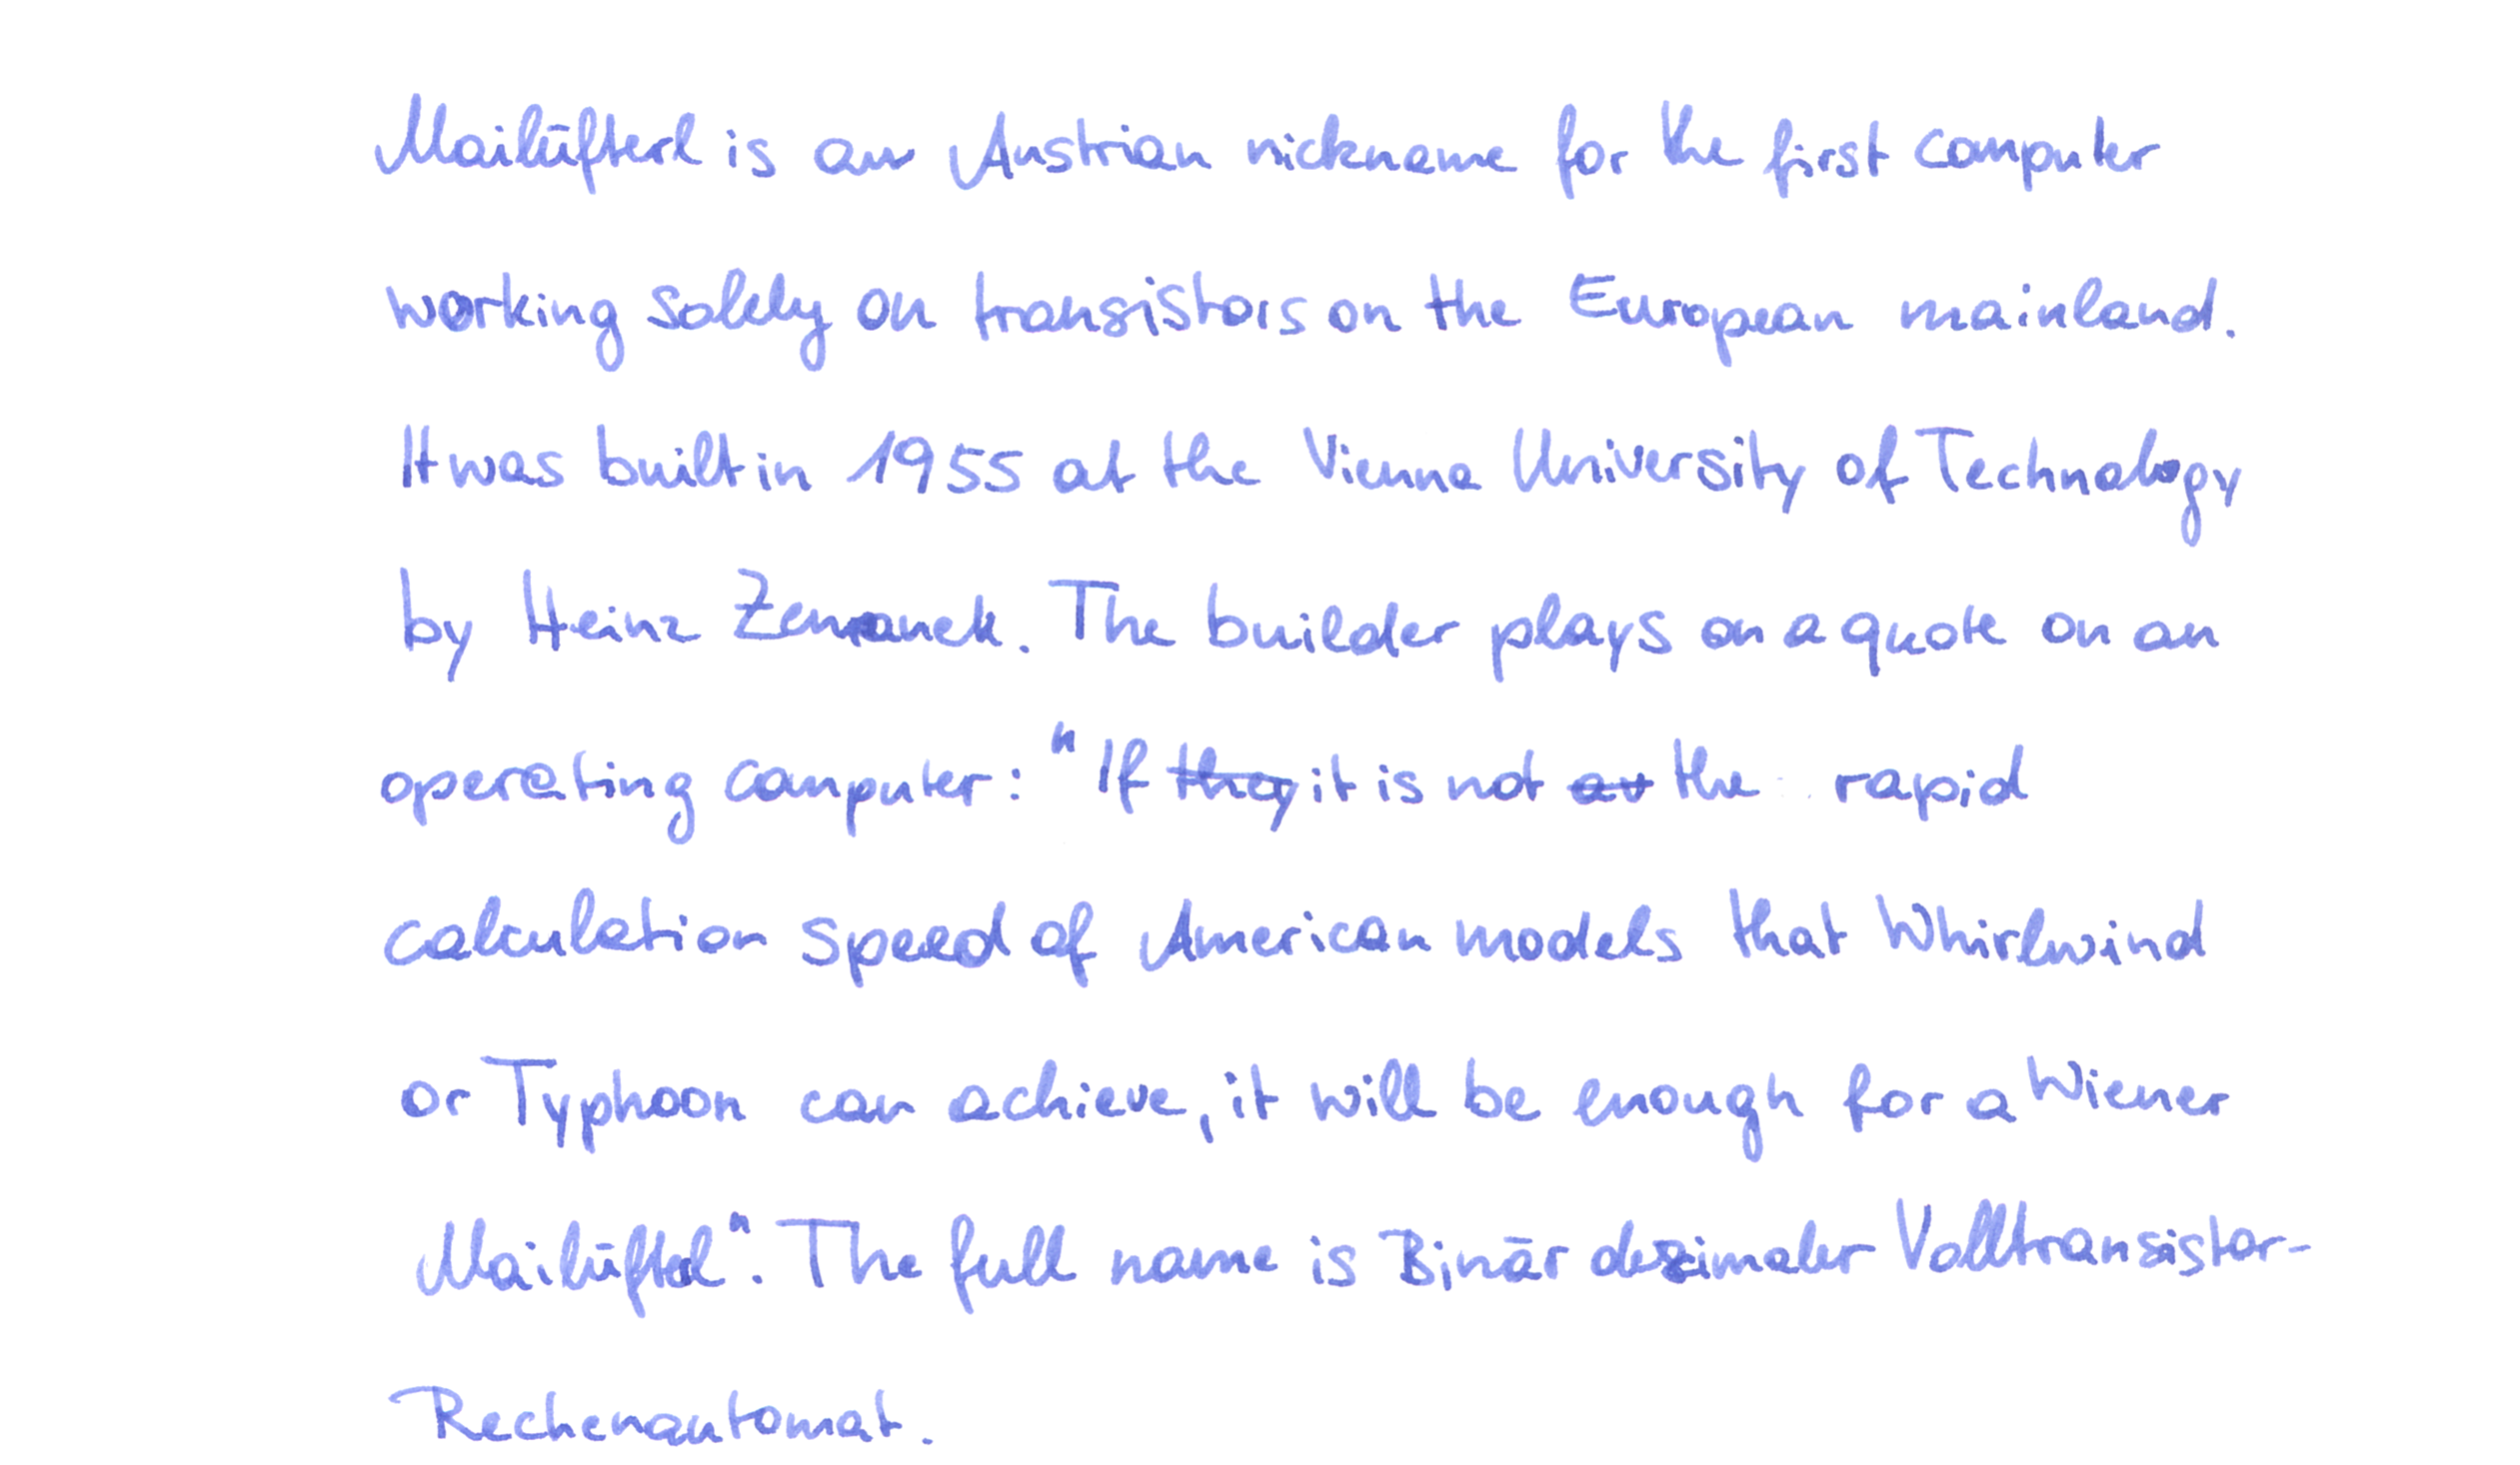 Mailüfterl is an Austrian nickname for the first computer
working solely on transistors on the European mainland.
It was built in 1955 at the Vienna University of Technology
by Heinz Zemanek. The builder plays on a quote on an
operating computer: "If they it is not at the rapid
calculation speed of American models that Whirlwind
or Typhoon can achieve, it will be enough for a Wiener
Mailüfterl". The full name is Binär dezimaler Volltransistor-
Rechenautomat.